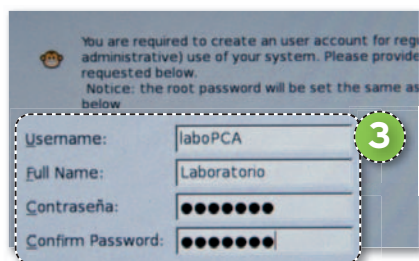 You are required to create an user account for regu
administrative) use of your system. Please provide
requested below.
Notice: the root password will be set the same as
below
Username: laboPCA
Full Name: Laboratorio
Contraseña: ●●●●●●●
Confirm Password: ●●●●●●●
3